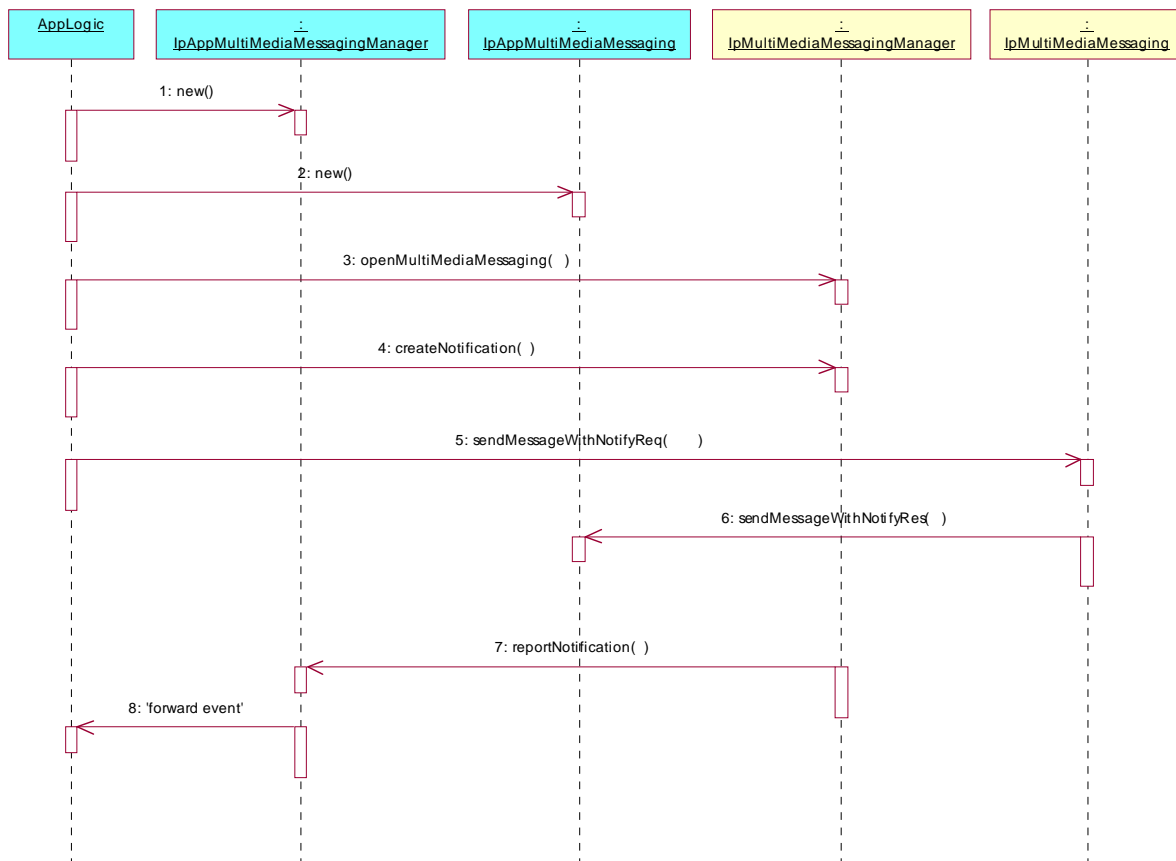 AppLogic
:
IpAppMultiMediaMessagingManager
:
IpAppMultiMediaMessaging
:
IpMultiMediaMessagingManager
:
IpMultiMediaMessaging
1: new()
2: new()
3: openMultiMediaMessaging( )
4: createNotification( )
5: sendMessageWithNotifyReq( )
6: sendMessageWithNotifyRes( )
7: reportNotification( )
8: 'forward event'